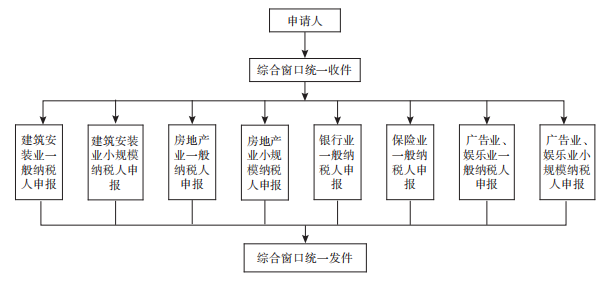 申请人
综合窗口统一收件
建筑安装
业一般
纳税
人申报
建筑安装
业小规模
纳税人申
报
房地产
业一般
纳税人
申报
房地产
业小规
模纳税
人申报
银行业
一般纳
税人申
报
保险业
一般纳
税人申
报
广告业、
娱乐业一
般纳税人
申报
广告业、
娱乐业小
规模纳税
人申报
综合窗口统一发件